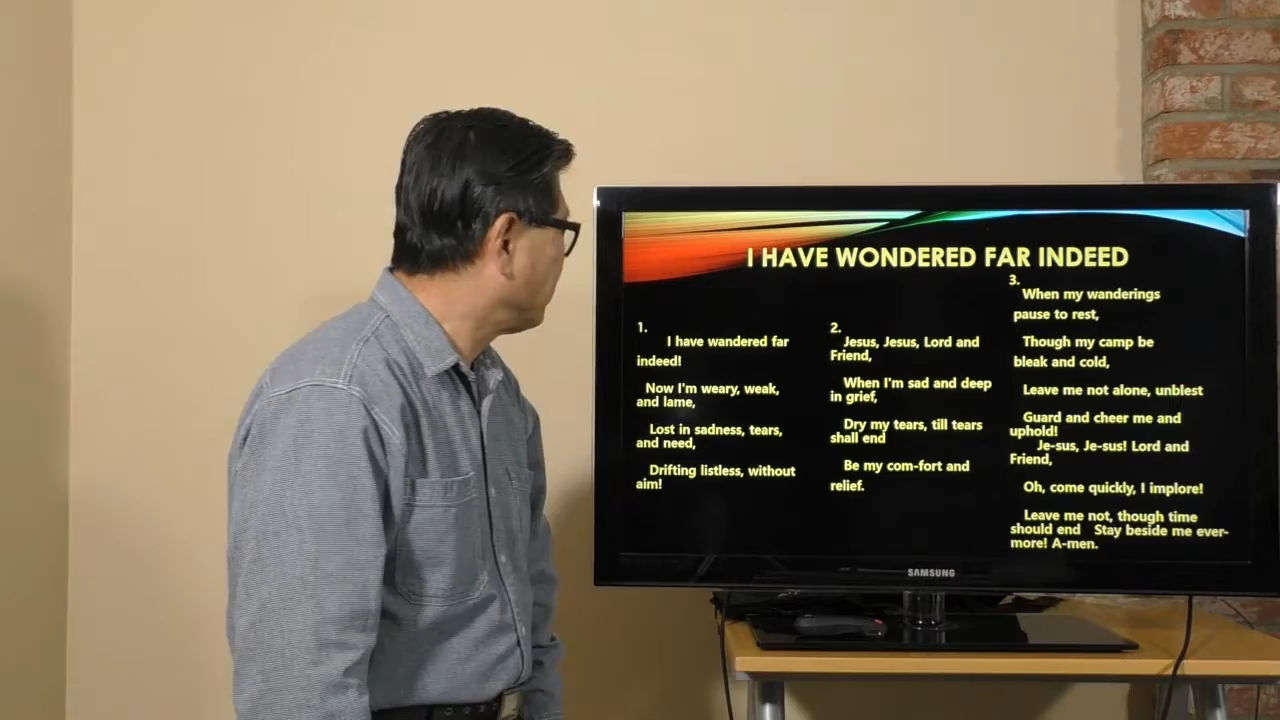 I HAVE WONDERED FAR INDEED
1.
I have wandered far
indeed!
Now I'm weary, weak,
and lame,
Lost in sadness, tears,
and need,
Drifting listless, without
aim!
2.
Jesus, Jesus, Lord and
Friend,
When I'm sad and deep
in grief,
Dry my tears, till tears
shall end
Be my com-fort and
relief.
3.
When my wanderings
pause to rest,
Though my camp be
bleak and cold,
Leave me not alone, unblest
Guard and cheer me and
uphold!
Je-sus, Je-sus! Lord and
Friend,
Oh, come quickly, I implore!
Leave me not, though time
should end Stay beside me ever-
more! A-men.
SAMSUNG